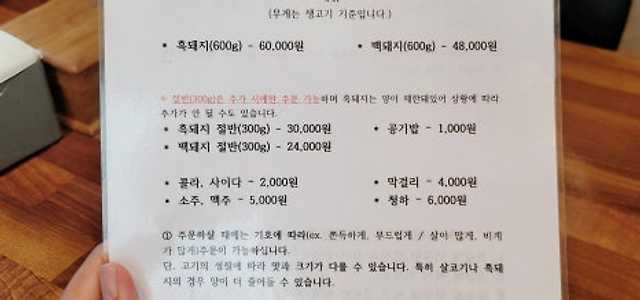 (무게는 생고기 기준입니다.)
* 흑돼지(600g) - 60,000원 * 백돼지(600g) - 48,000원
* 절반(300g)은 추가 시에만 주문 가능하며 흑돼지는 양이 제한돼있어 상황에 따라
추가가 안 될 수도 있습니다.
* 흑돼지 절반(300g) - 30,000원 * 공기밥 - 1,000원
* 백돼지 절반(300g) - 24,000원
* 콜라, 사이다 - 2,000원 * 막걸리 - 4,000원
* 소주, 맥주 - 5,000원 * 청하 - 6,000원
① 주문하실 때에는 기호에 따라(ex. 쫀득하게, 부드럽게 / 살이 많게, 비계
가 많게)주문이 가능하십니다.
단, 고기의 성질에 따라 맛과 크기가 다를 수 있습니다. 특히 살코기나 흑돼
지의 경우 양이 더 줄어들 수 있습니다.